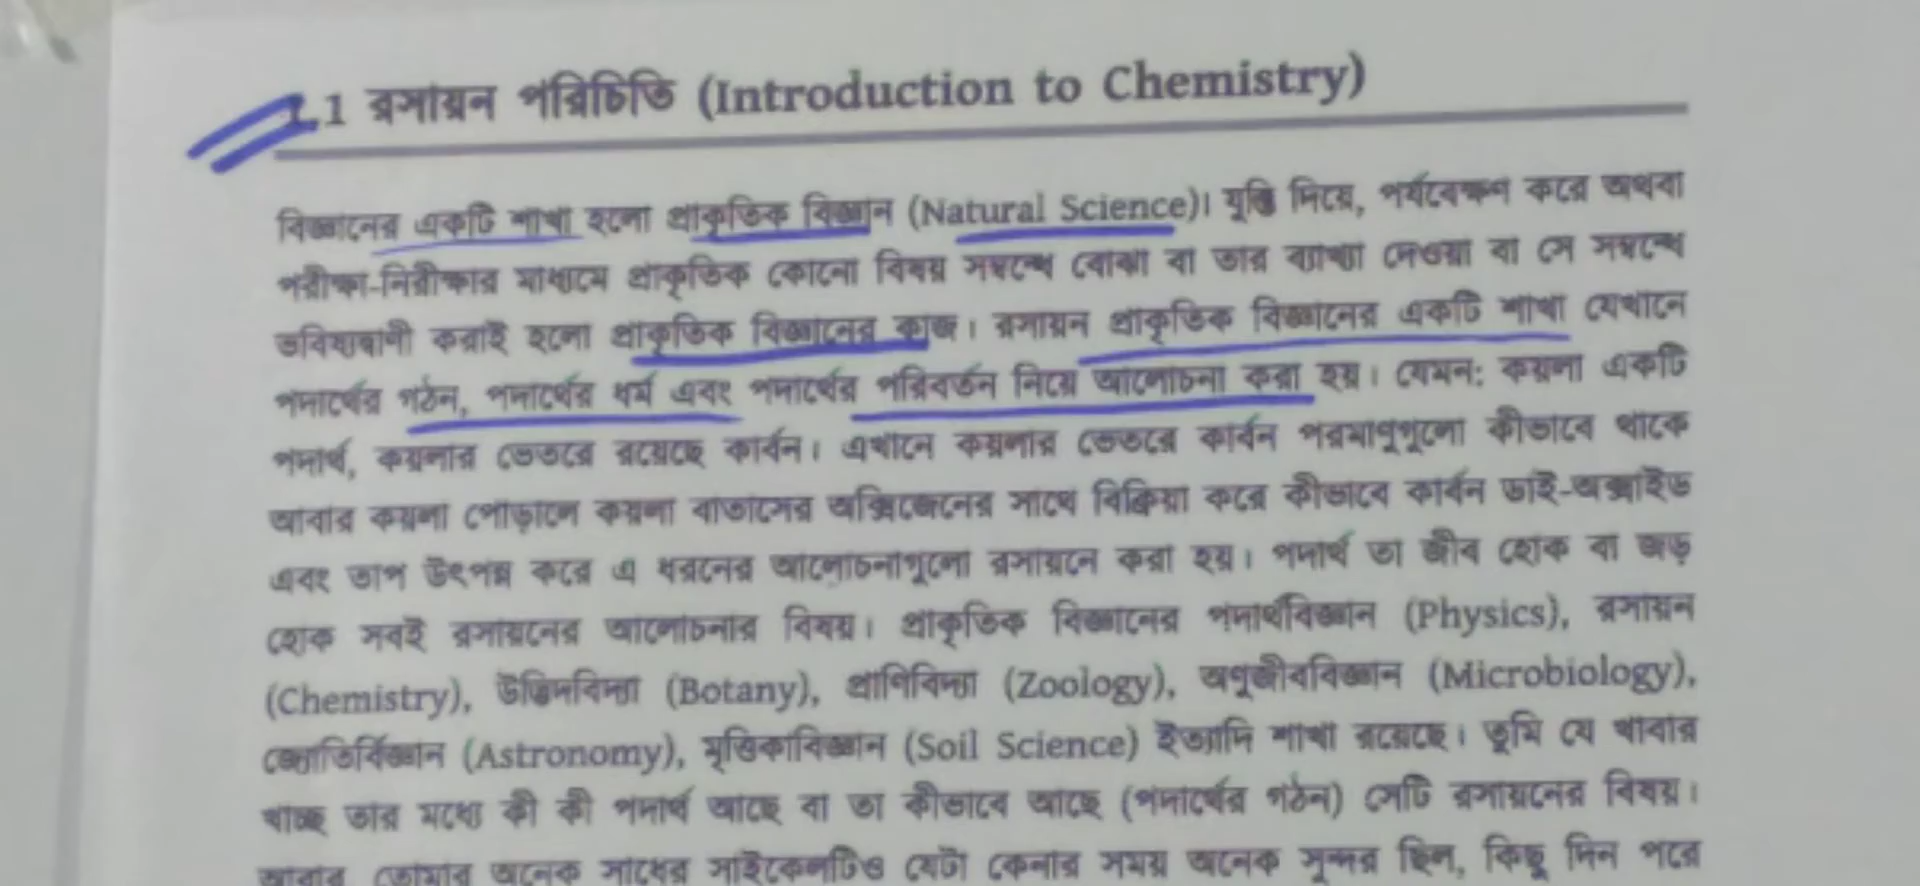 1.1 রসায়ন পরিচিতি (Introduction to Chemistry)
বিজ্ঞানের একটি শাখা হলো প্রাকৃতিক বিজ্ঞান (Natural Science)। যুক্তি দিয়ে, পর্যবেক্ষণ করে অথবা
পরীক্ষা-নিরীক্ষার মাধ্যমে প্রাকৃতিক কোনো বিষয় সম্বন্ধে বোঝা বা তার ব্যাখ্যা দেওয়া বা সে সম্বন্ধে
ভবিষ্যদ্বাণী করাই হলো প্রাকৃতিক বিজ্ঞানের কাজ। রসায়ন প্রাকৃতিক বিজ্ঞানের একটি শাখা যেখানে
পদার্থের গঠন, পদার্থের ধর্ম এবং পদার্থের পরিবর্তন নিয়ে আলোচনা করা হয়। যেমন: কয়লা একটি
পদার্থ, কয়লার ভেতরে রয়েছে কার্বন। এখানে কয়লার ভেতরে কার্বন পরমাণুগুলো কীভাবে থাকে
আবার কয়লা পোড়ালে কয়লা বাতাসের অক্সিজেনের সাথে বিক্রিয়া করে কীভাবে কার্বন ডাই-অক্সাইড
এবং তাপ উৎপন্ন করে এ ধরনের আলোচনাগুলো রসায়নে করা হয়। পদার্থ তা জীব হোক বা জড়
হোক সবই রসায়নের আলোচনার বিষয়। প্রাকৃতিক বিজ্ঞানের পদার্থবিজ্ঞান (Physics), রসায়ন
(Chemistry), উদ্ভিদবিদ্যা (Botany), প্রাণিবিদ্যা (Zoology), অণুজীববিজ্ঞান (Microbiology),
জ্যোতির্বিজ্ঞান (Astronomy), মৃত্তিকাবিজ্ঞান (Soil Science) ইত্যাদি শাখা রয়েছে। তুমি যে খাবার
খাচ্ছ তার মধ্যে কী কী পদার্থ আছে বা তা কীভাবে আছে (পদার্থের গঠন) সেটি রসায়নের বিষয়।
আবার তোমার অনেক সাধের সাইকেলটিও যেটা কেনার সময় অনেক সুন্দর ছিল, কিছু দিন পরে